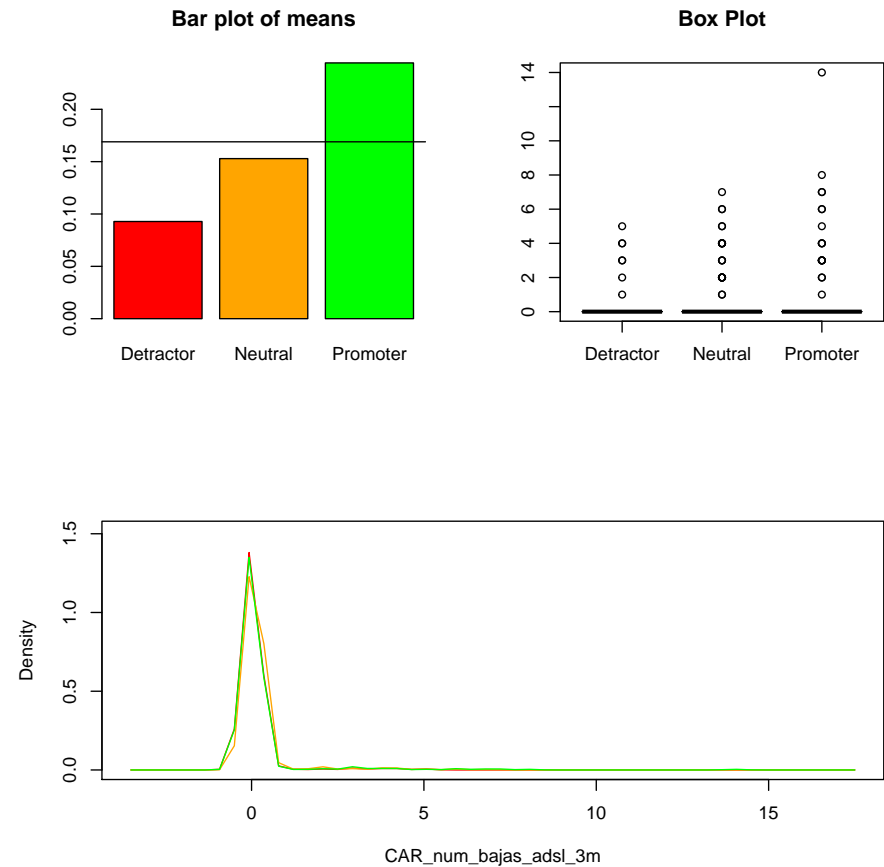 Bar plot of means
0.00
0.05
0.10
0.15
0.20
Detractor Neutral Promoter
Box Plot
0
2
4
6
8
10
14
Detractor Neutral Promoter
Density
0.0
0.5
1.0
1.5
0 5 10 15
CAR_num_bajas_adsl_3m